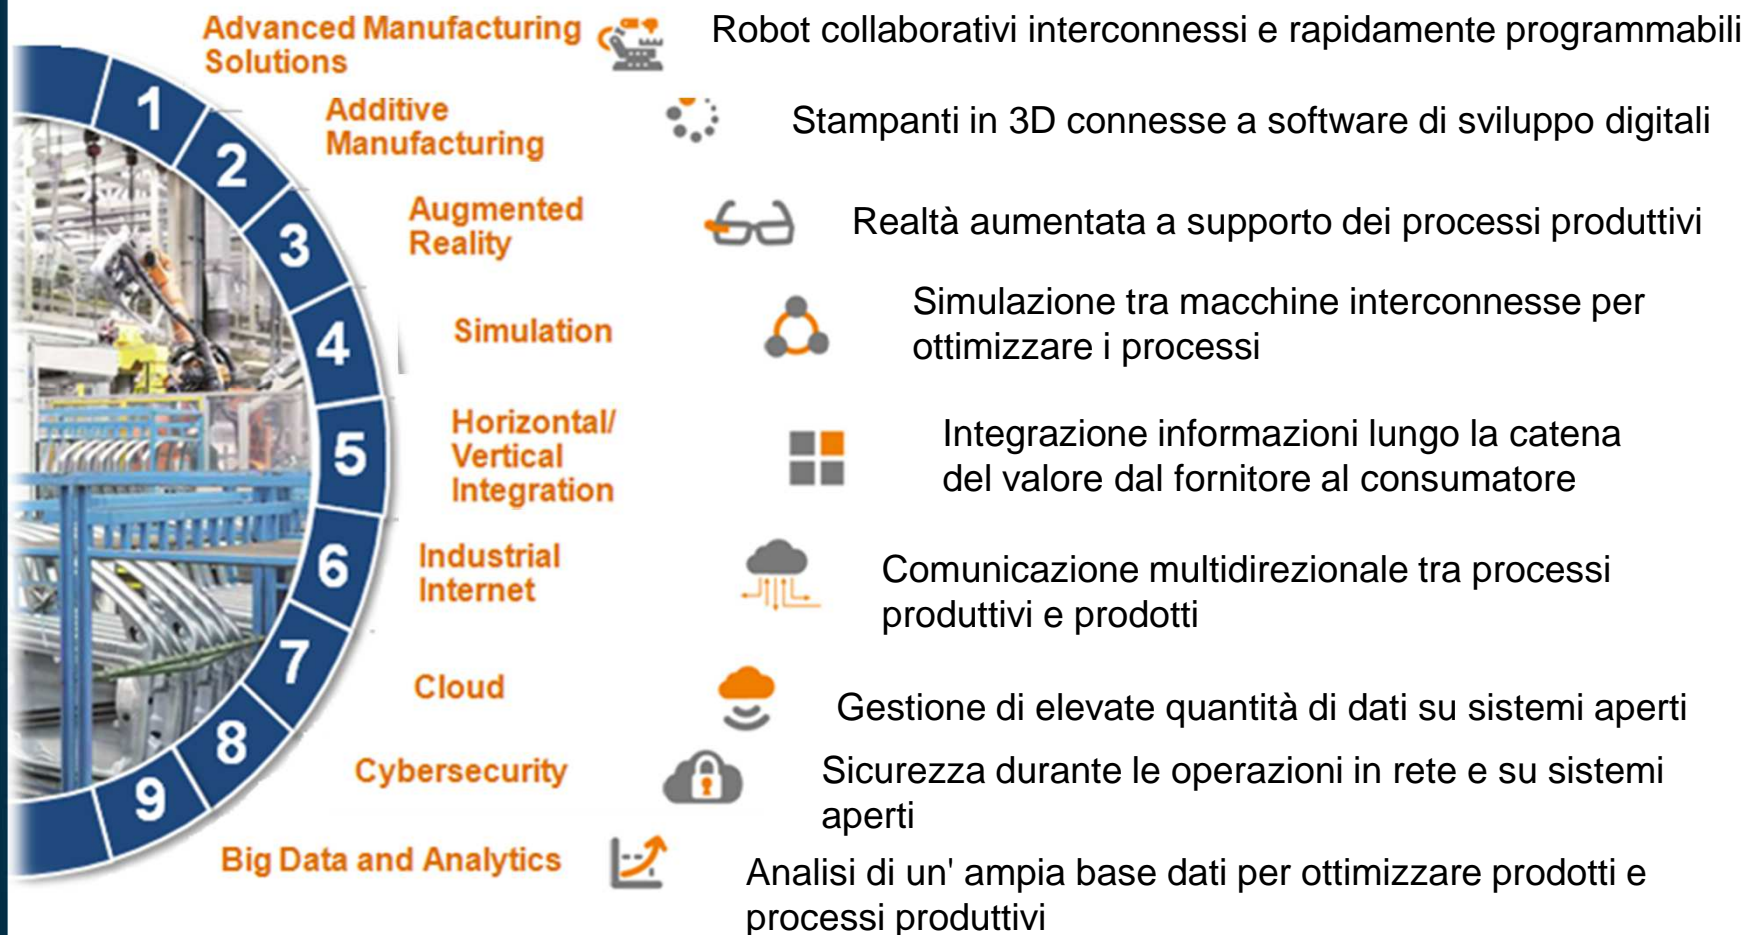 Advanced Manufacturing
Solutions
Robot collaborativi interconnessi e rapidamente programmabili
1
Additive
Manufacturing
Stampanti in 3D connesse a software di sviluppo digitali
2
Augmented
Reality
Realtà aumentata a supporto dei processi produttivi
3
Simulation
Simulazione tra macchine interconnesse per
ottimizzare i processi
4
Horizontal/
Vertical
Integration
Integrazione informazioni lungo la catena
del valore dal fornitore al consumatore
5
Industrial
Internet
Comunicazione multidirezionale tra processi
produttivi e prodotti
6
Cloud
Gestione di elevate quantità di dati su sistemi aperti
7
Cybersecurity
Sicurezza durante le operazioni in rete e su sistemi
aperti
8
Big Data and Analytics
Analisi di un' ampia base dati per ottimizzare prodotti e
processi produttivi
9